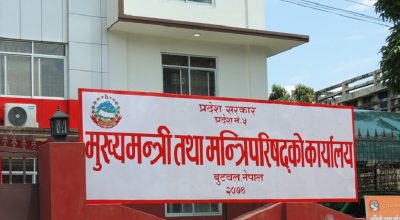 प्रदेश सरकार
प्रदेश नं. ५
मुख्यमन्त्री तथा मन्त्रिपरिषद्को कार्यालय
बुटवल, नेपाल
२०७४